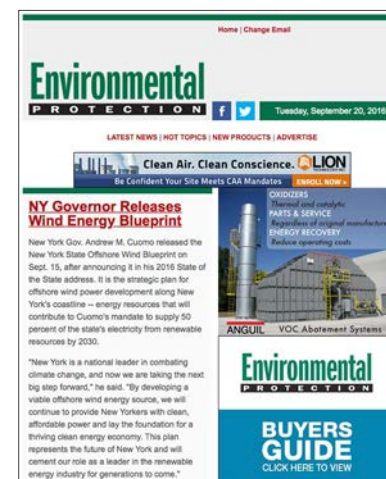 Home | Change Email
Environmental
PROTECTION
Tuesday, September 20, 2016
LATEST NEWS | HOT TOPICS | NEW PRODUCTS | ADVERTISE
Clean Air. Clean Conscience. LION
Be Confident Your Site Meets CAA Mandates ENROLL NOW
NY Governor Releases
Wind Energy Blueprint
New York Gov. Andrew M. Cuomo released the
New York State Offshore Wind Blueprint on
Sept. 15, after announcing it in his 2016 State of
the State address. It is the strategic plan for
offshore wind power development along New
York's coastline -- energy resources that will
contribute to Cuomo's mandate to supply 50
percent of the state's electricity from renewable
resources by 2030.
"New York is a national leader in combating
climate change, and now we are taking the next
big step forward," he said. "By developing a
viable offshore wind energy source, we will
continue to provide New Yorkers with clean,
affordable power and lay the foundation for a
thriving clean energy economy. This plan
represents the future of New York and will
cement our role as a leader in the renewable
energy industry for generations to come."
OXIDIZERS
Thermal and catalytic
PARTS & SERVICE
Regardless of original manufacture
ENERGY RECOVERY
Reduce operating costs
ANGUIL VOC Abatement Systems
Environmental
PROTECTION
BUYERS
GUIDE
CLICK HERE TO VIEW